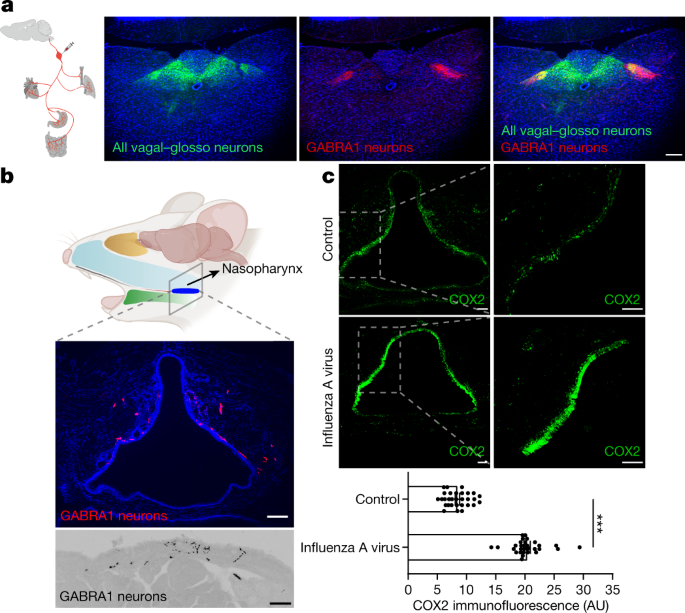 a
All vagal–glosso neurons
GABRA1 neurons
All vagal–glosso neurons
GABRA1 neurons
b
Nasopharynx
GABRA1 neurons
GABRA1 neurons
c
Control
COX2
COX2
Influenza A virus
COX2
COX2
Control
Influenza A virus
***
0 5 10 15 20 25 30 35
COX2 immunofluorescence (AU)